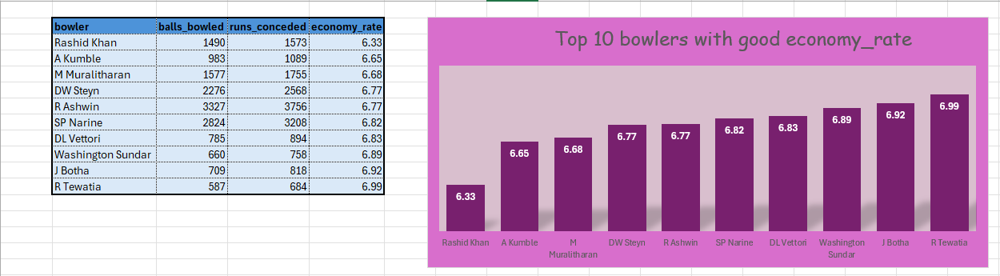 bowler balls_bowled runs_conceded economy_rate
Rashid Khan 1490 1573 6.33
A Kumble 983 1089 6.65
M Muralitharan 1577 1755 6.68
DW Steyn 2276 2568 6.77
R Ashwin 3327 3756 6.77
SP Narine 2824 3208 6.82
DL Vettori 785 894 6.83
Washington Sundar 660 758 6.89
J Botha 709 818 6.92
R Tewatia 587 684 6.99
Top 10 bowlers with good economy_rate
6.33 6.65 6.68 6.77 6.77 6.82 6.83 6.89 6.92 6.99
Rashid Khan A Kumble M DW Steyn R Ashwin SP Narine DL Vettori Washington J Botha R Tewatia
Muralitharan Sundar